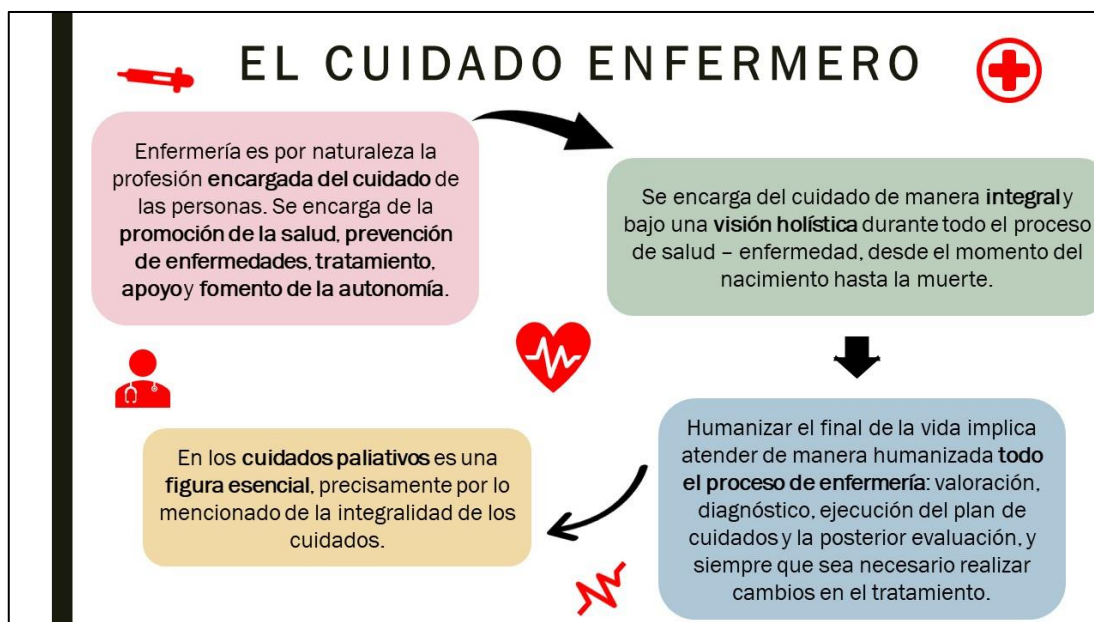 EL CUIDADO ENFERMERO
Enfermería es por naturaleza la
profesión encargada del cuidado de
las personas. Se encarga de la
promoción de la salud, prevención
de enfermedades, tratamiento,
apoyo y fomento de la autonomía.
Se encarga del cuidado de manera integral y
bajo una visión holística durante todo el proceso
de salud – enfermedad, desde el momento del
nacimiento hasta la muerte.
Humanizar el final de la vida implica
atender de manera humanizada todo
el proceso de enfermería: valoración,
diagnóstico, ejecución del plan de
cuidados y la posterior evaluación, y
siempre que sea necesario realizar
cambios en el tratamiento.
En los cuidados paliativos es una
figura esencial, precisamente por lo
mencionado de la integralidad de los
cuidados.